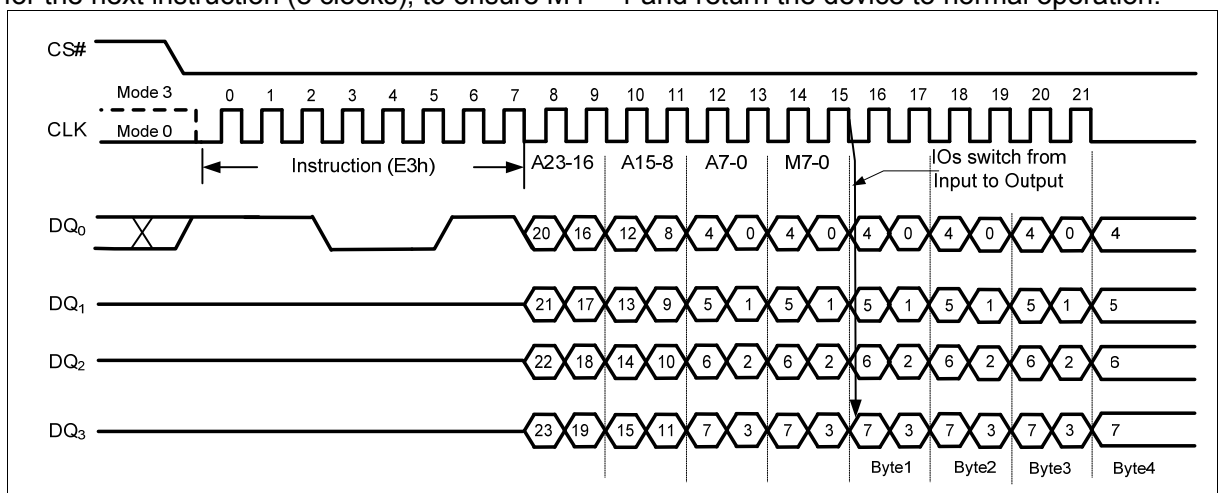 for the next instruction (8 clocks), to ensure M4 = 1 and return the device to normal operation.
CS#
Mode 3
0 1 2 3 4 5 6 7 8 9 10 11 12 13 14 15 16 17 18 19 20 21
CLK
Mode 0
Instruction (E3h)
A23-16 A15-8 A7-0 M7-0
IOs switch from
Input to Output
DQ0
20 16 12 8 4 0 4 0 4 0 4 0 4 0 4
DQ1
21 17 13 9 5 1 5 1 5 1 5 1 5 1 5
DQ2
22 18 14 10 6 2 6 2 6 2 6 2 6 2 6
DQ3
23 19 15 11 7 3 7 3 7 3 7 3 7 3 7
Byte1 Byte2 Byte3 Byte4